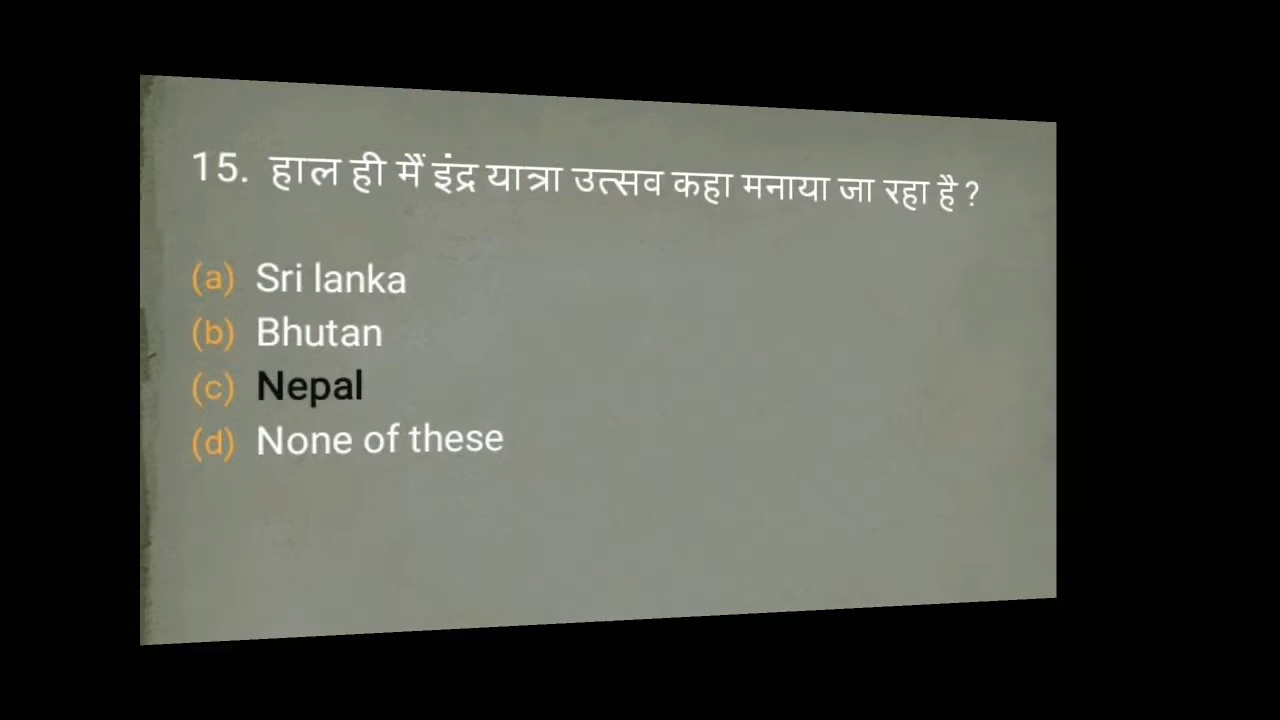 15. हाल ही मैं इंद्र यात्रा उत्सव कहा मनाया जा रहा है ?
(a) Sri lanka
(b) Bhutan
(c) Nepal
(d) None of these